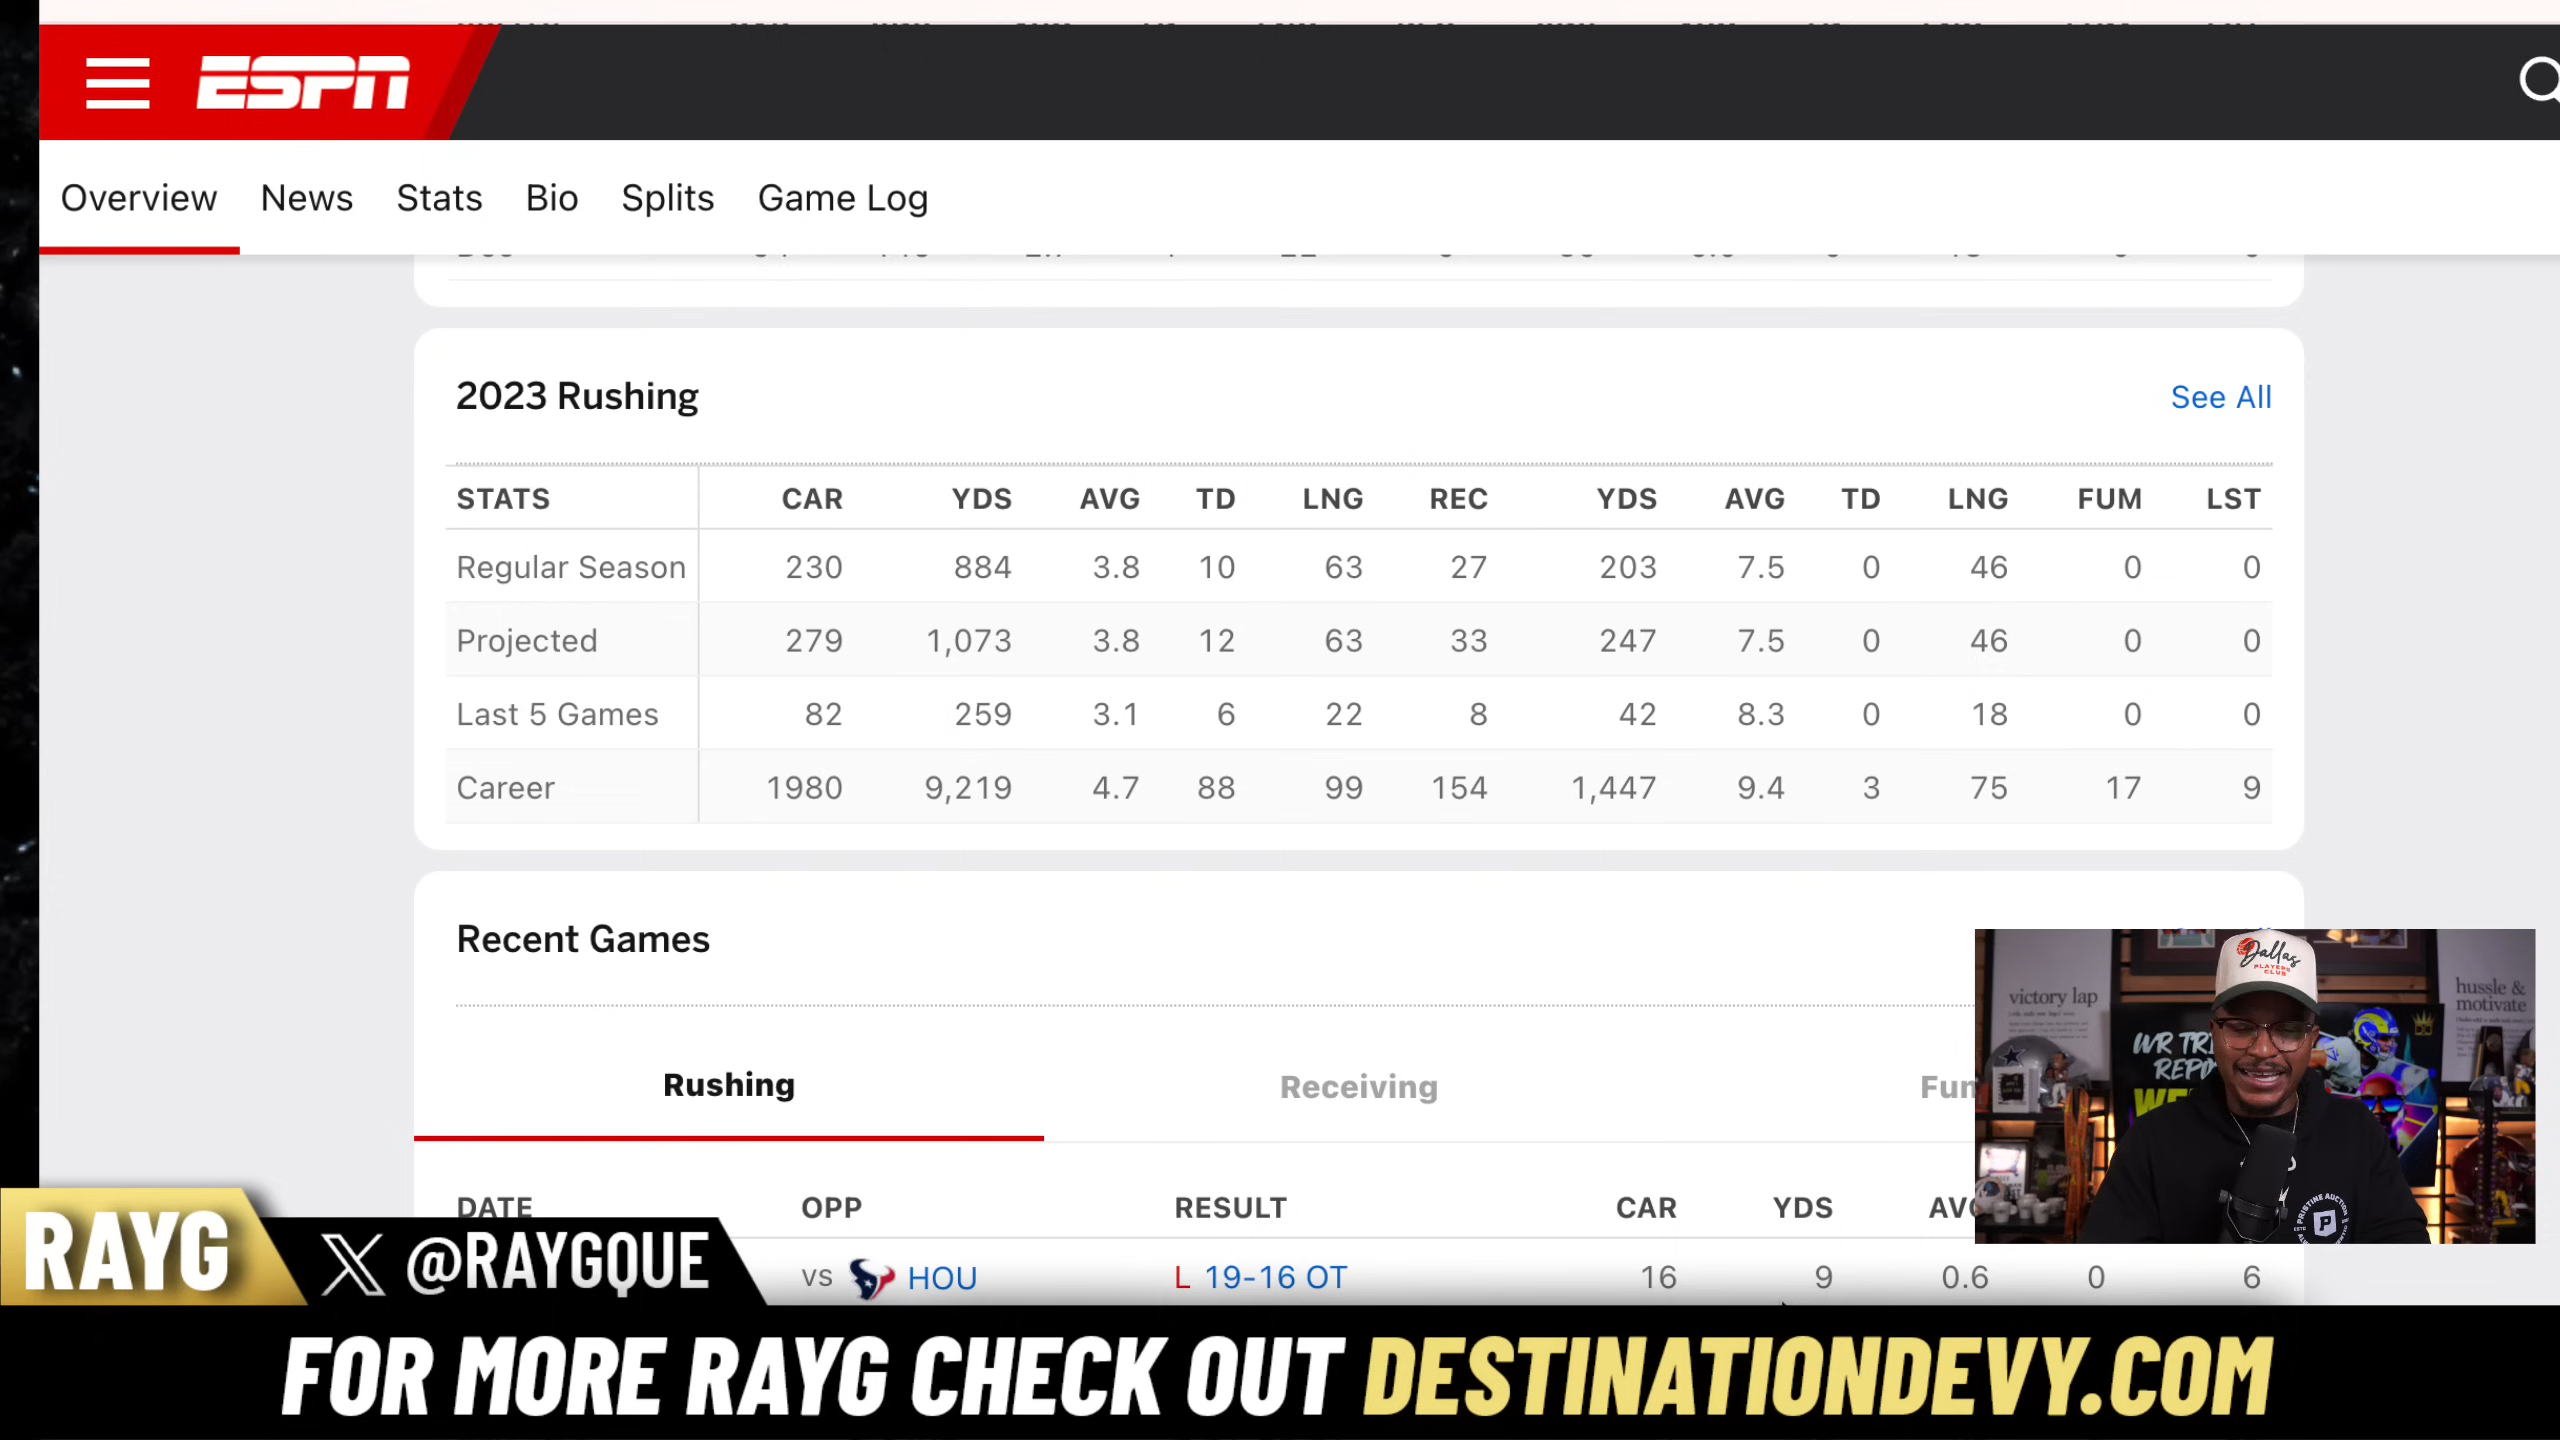 ESPN
Overview News Stats Bio Splits Game Log
2023 Rushing See All
STATS CAR YDS AVG TD LNG REC YDS AVG TD LNG FUM LST
Regular Season 230 884 3.8 10 63 27 203 7.5 0 46 0 0
Projected 279 1,073 3.8 12 63 33 247 7.5 0 46 0 0
Last 5 Games 82 259 3.1 6 22 8 42 8.3 0 18 0 0
Career 1980 9,219 4.7 88 99 154 1,447 9.4 3 75 17 9
Recent Games
Rushing Receiving
DATE OPP RESULT CAR YDS
vs HOU L 19-16 OT 16 9 0.6 0 6
Dallas
PLAYERS
CLUB
victory lap
hussle &
motivate
WR
PRISTINE AUCTION
RAYG
X @RAYGQUE
FOR MORE RAYG CHECK OUT DESTINATIONDEVY.COM